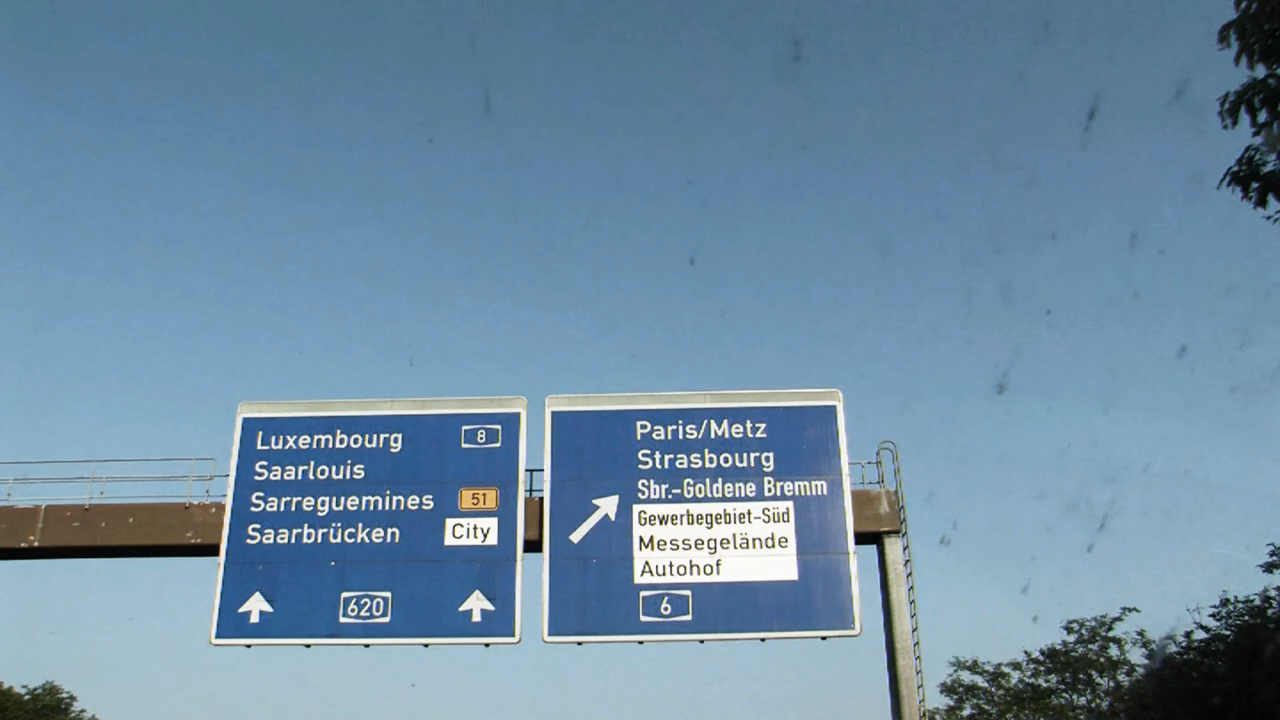 Luxembourg 8
Saarlouis
Sarreguemines 51
Saarbrücken City
620
Paris/Metz
Strasbourg
Sbr.-Goldene Bremm
Gewerbegebiet-Süd
Messegelände
Autohof
6